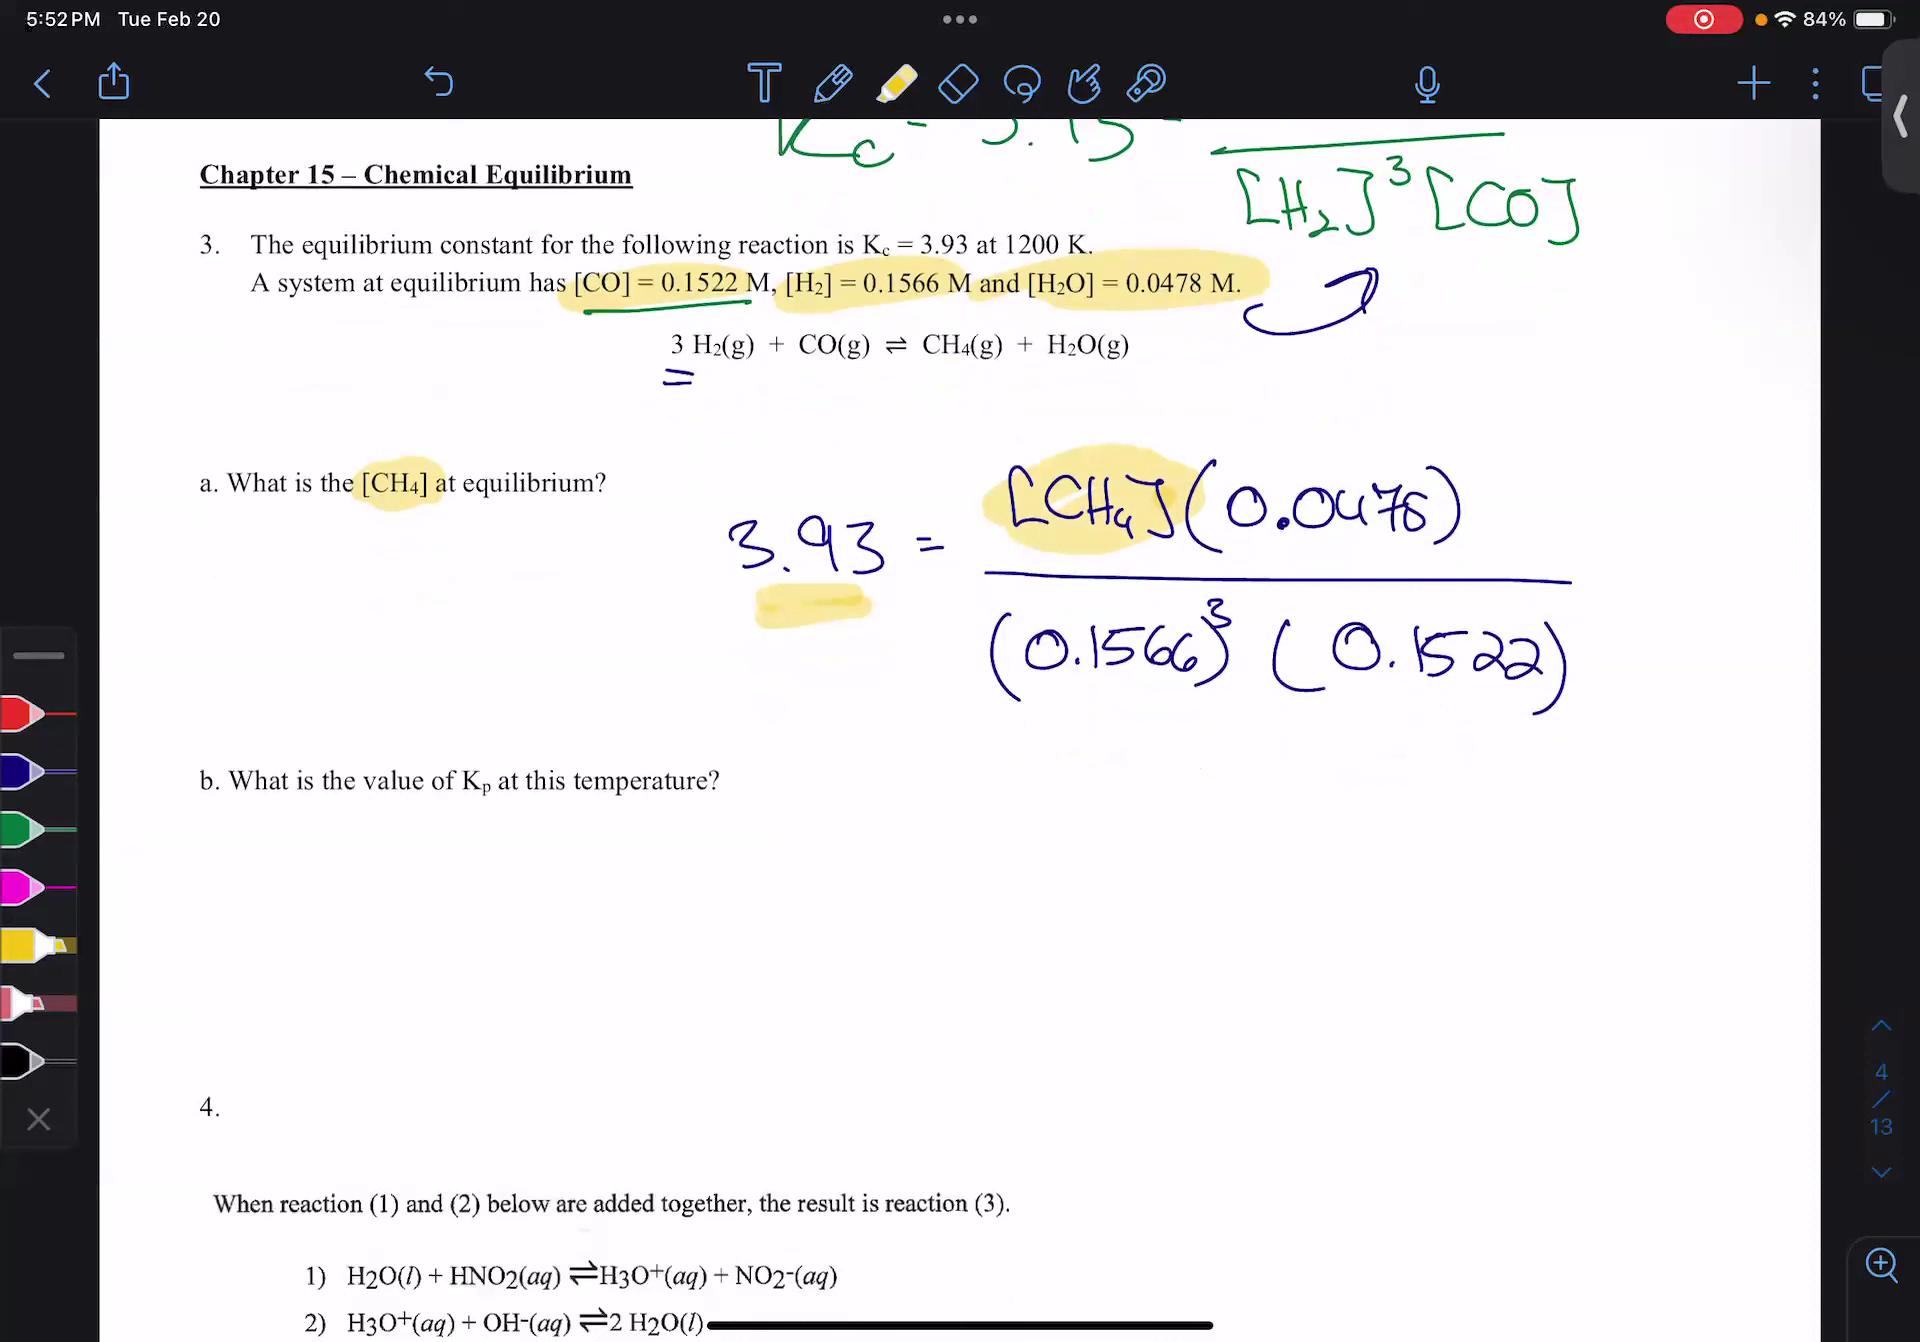 5:52 PM Tue Feb 20
84%
Kc = 3.93 =
[H₂]³ [CO]
Chapter 15 – Chemical Equilibrium
3. The equilibrium constant for the following reaction is Kc = 3.93 at 1200 K.
A system at equilibrium has [CO] = 0.1522 M, [H2] = 0.1566 M and [H2O] = 0.0478 M.
3 H2(g) + CO(g) ⇌ CH4(g) + H2O(g)
a. What is the [CH4] at equilibrium?
3.93 =
[CH₄] (0.0478)
(0.1566)³ (0.1522)
b. What is the value of Kp at this temperature?
4
/
13
4.
When reaction (1) and (2) below are added together, the result is reaction (3).
1) H2O(l) + HNO2(aq) ⇌H3O+(aq) + NO2-(aq)
2) H3O+(aq) + OH-(aq) ⇌2 H2O(l)